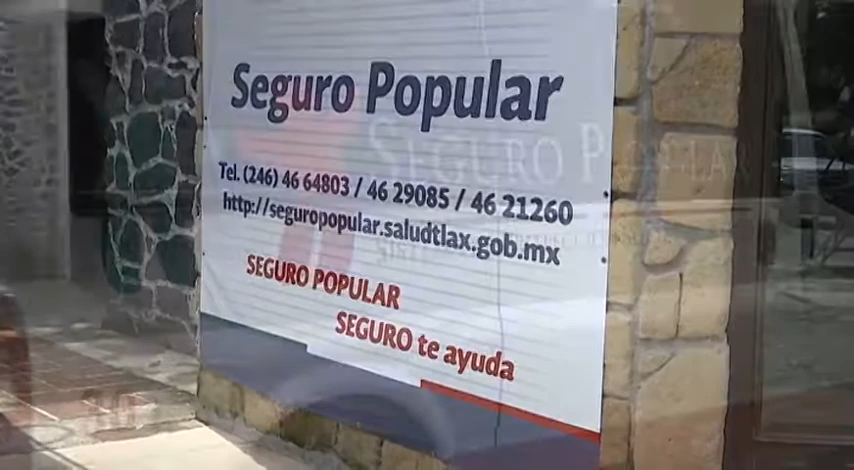 Seguro Popular
Tel. (246) 46 64803 / 46 29085 / 46 21260
http://seguropopular.saludtlax.gob.mx
SEGURO POPULAR
SEGURO te ayuda
SEGURO P